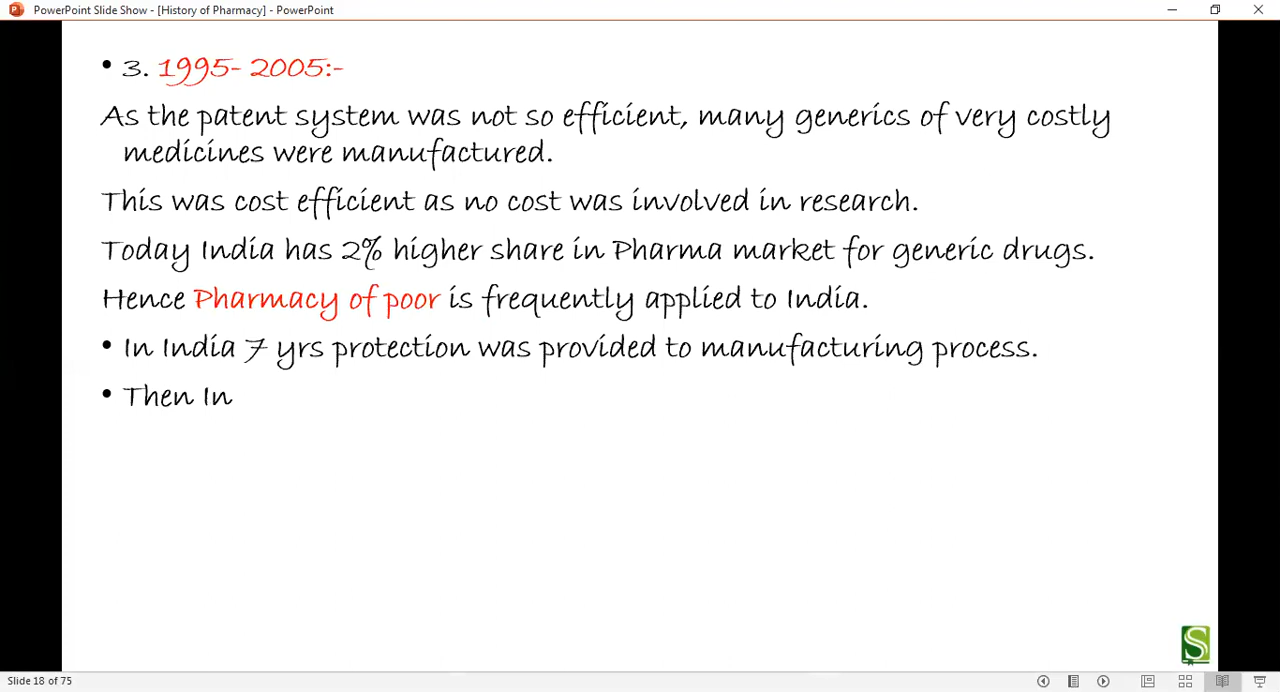 PowerPoint Slide Show - [History of Pharmacy] - PowerPoint
• 3. 1995- 2005:-
As the patent system was not so efficient, many generics of very costly
medicines were manufactured.
This was cost efficient as no cost was involved in research.
Today India has 2% higher share in Pharma market for generic drugs.
Hence Pharmacy of poor is frequently applied to India.
• In India 7 yrs protection was provided to manufacturing process.
• Then In
S
Slide 18 of 75